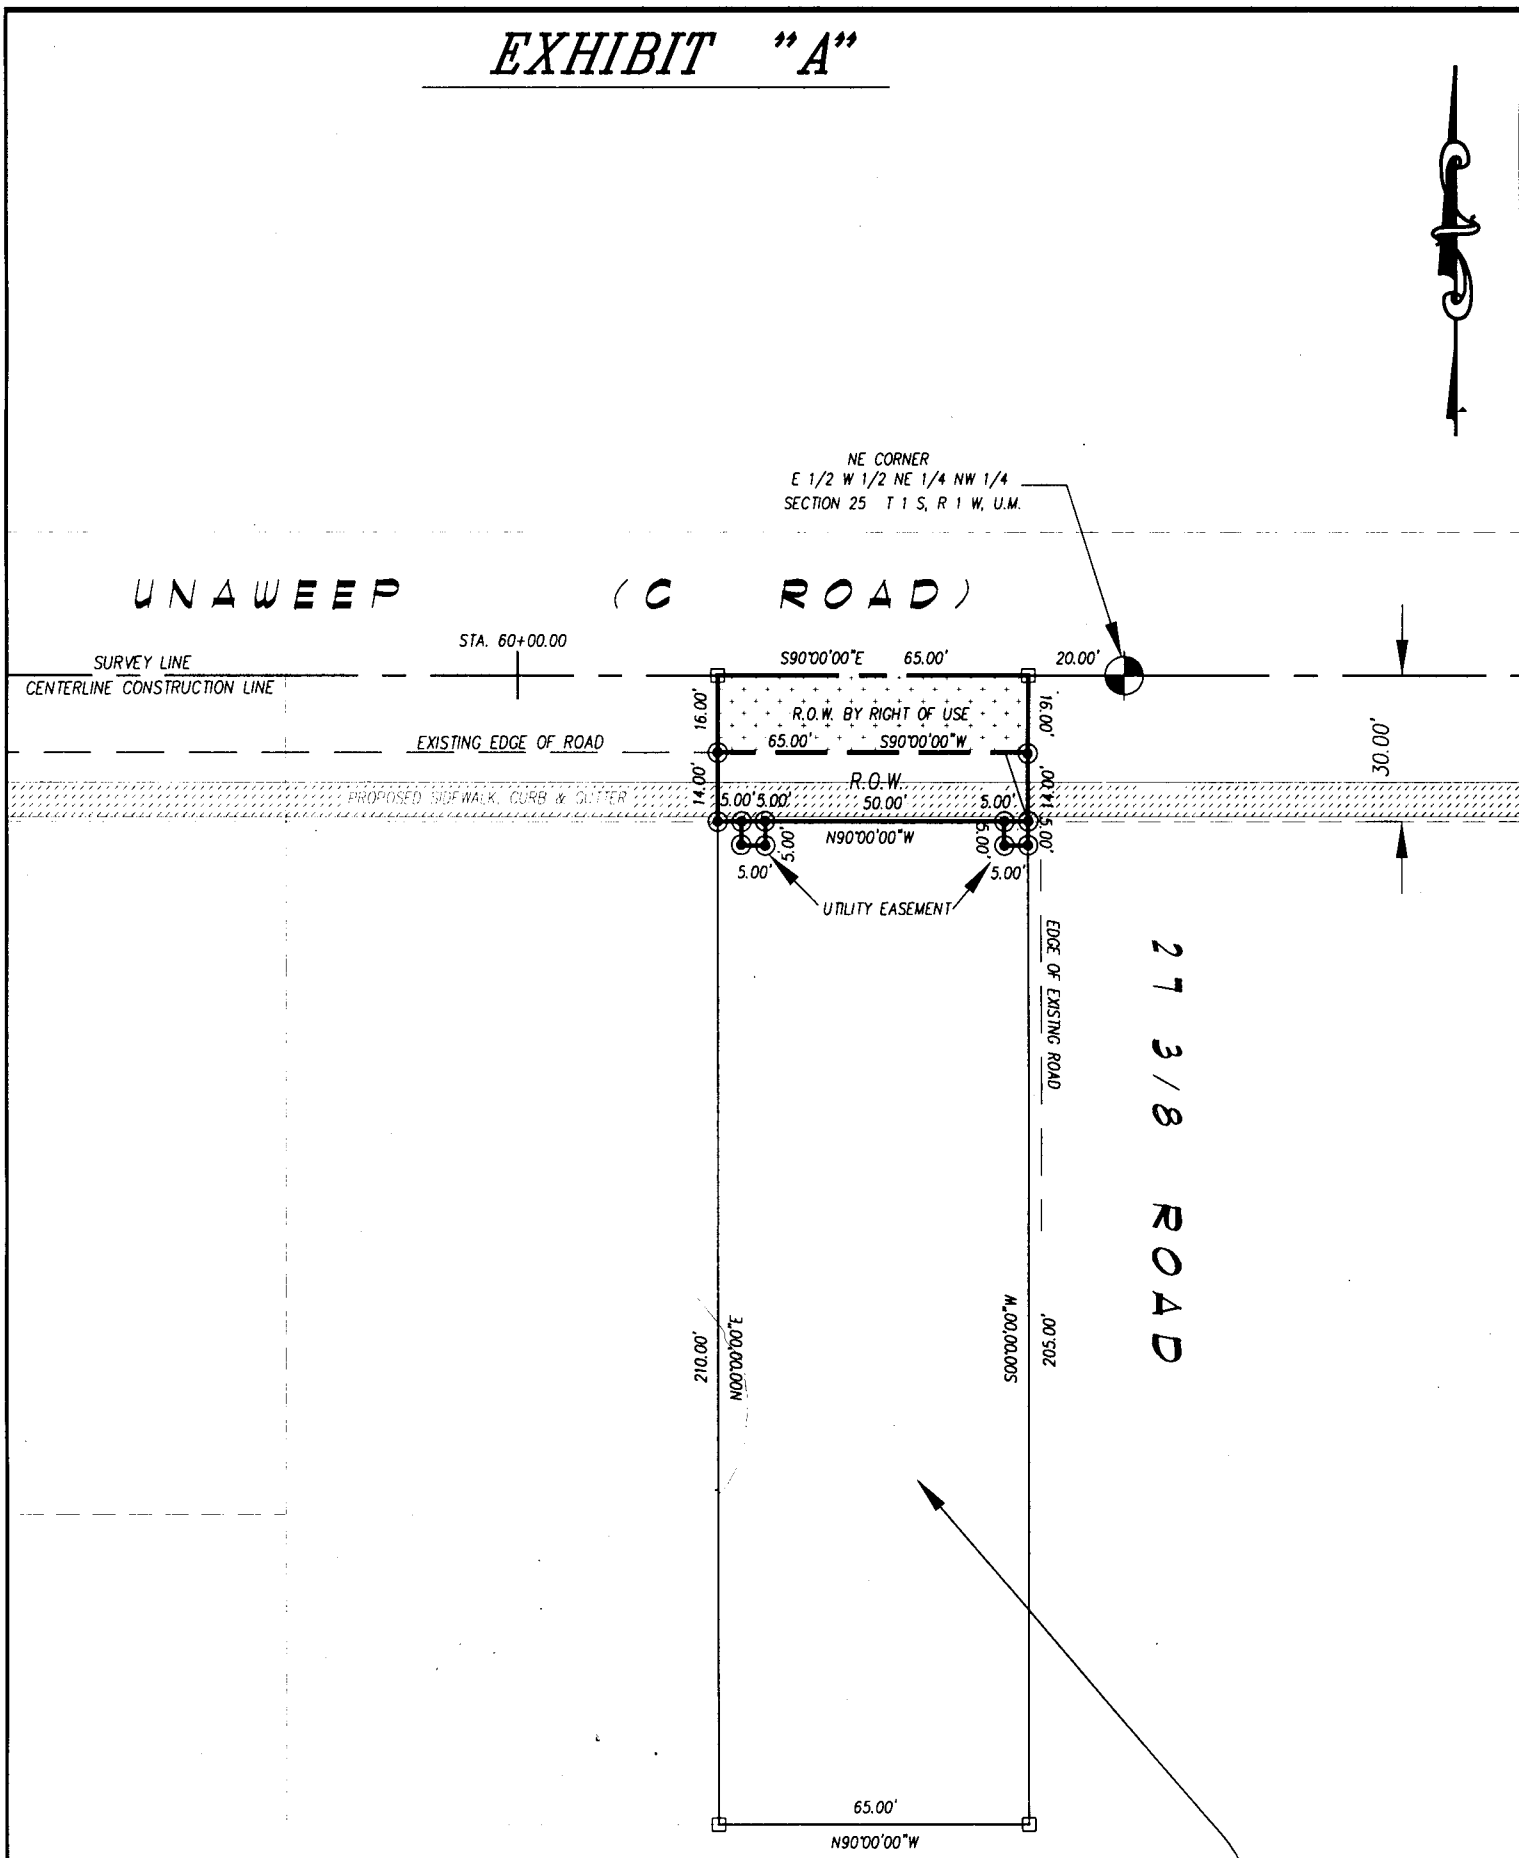 EXHIBIT "A"
NE CORNER
E 1/2 W 1/2 NE 1/4 NW 1/4
SECTION 25 T 1 S, R 1 W, U.M.
UNAWEEP (C ROAD)
STA. 60+00.00
SURVEY LINE
CENTERLINE CONSTRUCTION LINE
S90°00'00"E 65.00'
20.00'
16.00'
R.O.W. BY RIGHT OF USE
16.00'
30.00'
EXISTING EDGE OF ROAD
65.00' S90°00'00"W
14.00'
R.O.W.
14.00'
PROPOSED SIDEWALK, CURB & GUTTER
5.00' 5.00' 50.00' 5.00'
N90°00'00"W
5.00'
5.00'
5.00'
5.00'
5.00'
UTILITY EASEMENT
EDGE OF EXISTING ROAD
27 3/8 ROAD
210.00'
N00°00'00"E
S00°00'00"W
205.00'
65.00'
N90°00'00"W